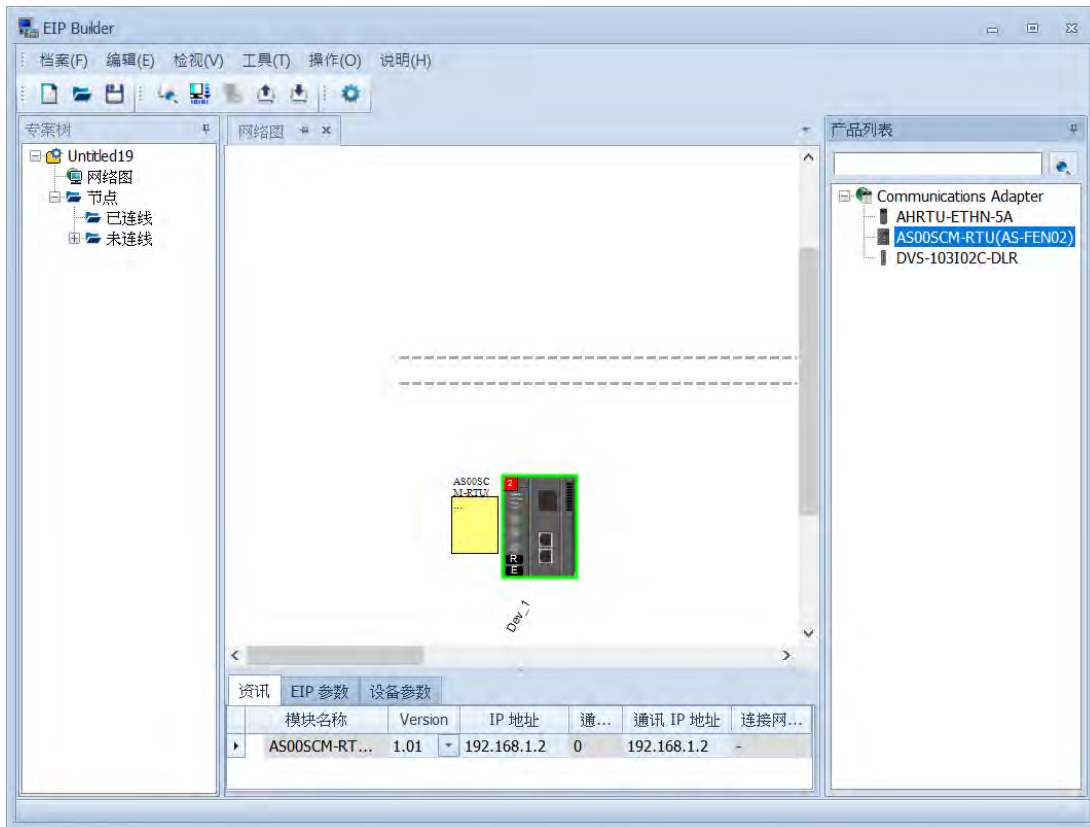 EIP Builder
档案(F) 编辑(E) 检视(V) 工具(T) 操作(O) 说明(H)
专案树
Untitled19
网络图
节点
已连线
未连线
网络图
AS00SC
M-RTU(
...
2
R
E
Dev_1
资讯 EIP 参数 设备参数
模块名称 Version IP 地址 通... 通讯 IP 地址 连接网...
AS00SCM-RT... 1.01 192.168.1.2 0 192.168.1.2 -
产品列表
Communications Adapter
AHRTU-ETHN-5A
AS00SCM-RTU(AS-FEN02)
DVS-103I02C-DLR